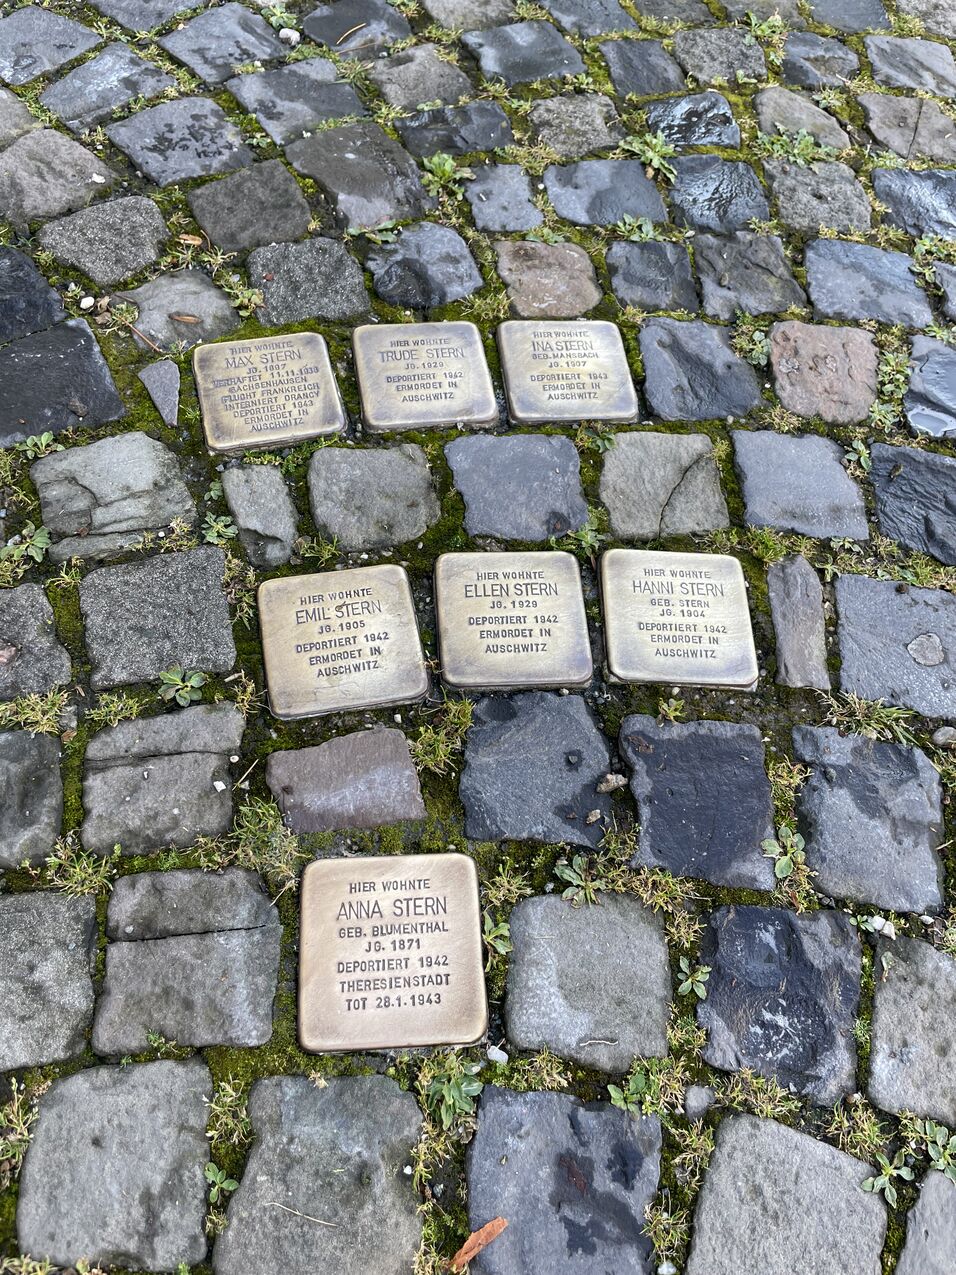 HIER WOHNTE
MAX STERN
JG. 1897
VERHAFTET 11.11.1938
SACHSENHAUSEN
FLUCHT FRANKREICH
INTERNIERT DRANCY
DEPORTIERT 1943
ERMORDET IN
AUSCHWITZ
HIER WOHNTE
TRUDE STERN
JG. 1929
DEPORTIERT 1942
ERMORDET IN
AUSCHWITZ
HIER WOHNTE
INA STERN
GEB. MANSBACH
JG. 1907
DEPORTIERT 1943
ERMORDET IN
AUSCHWITZ
HIER WOHNTE
EMIL STERN
JG. 1905
DEPORTIERT 1942
ERMORDET IN
AUSCHWITZ
HIER WOHNTE
ELLEN STERN
JG. 1929
DEPORTIERT 1942
ERMORDET IN
AUSCHWITZ
HIER WOHNTE
HANNI STERN
GEB. STERN
JG. 1904
DEPORTIERT 1942
ERMORDET IN
AUSCHWITZ
HIER WOHNTE
ANNA STERN
GEB. BLUMENTHAL
JG. 1871
DEPORTIERT 1942
THERESIENSTADT
TOT 28.1.1943